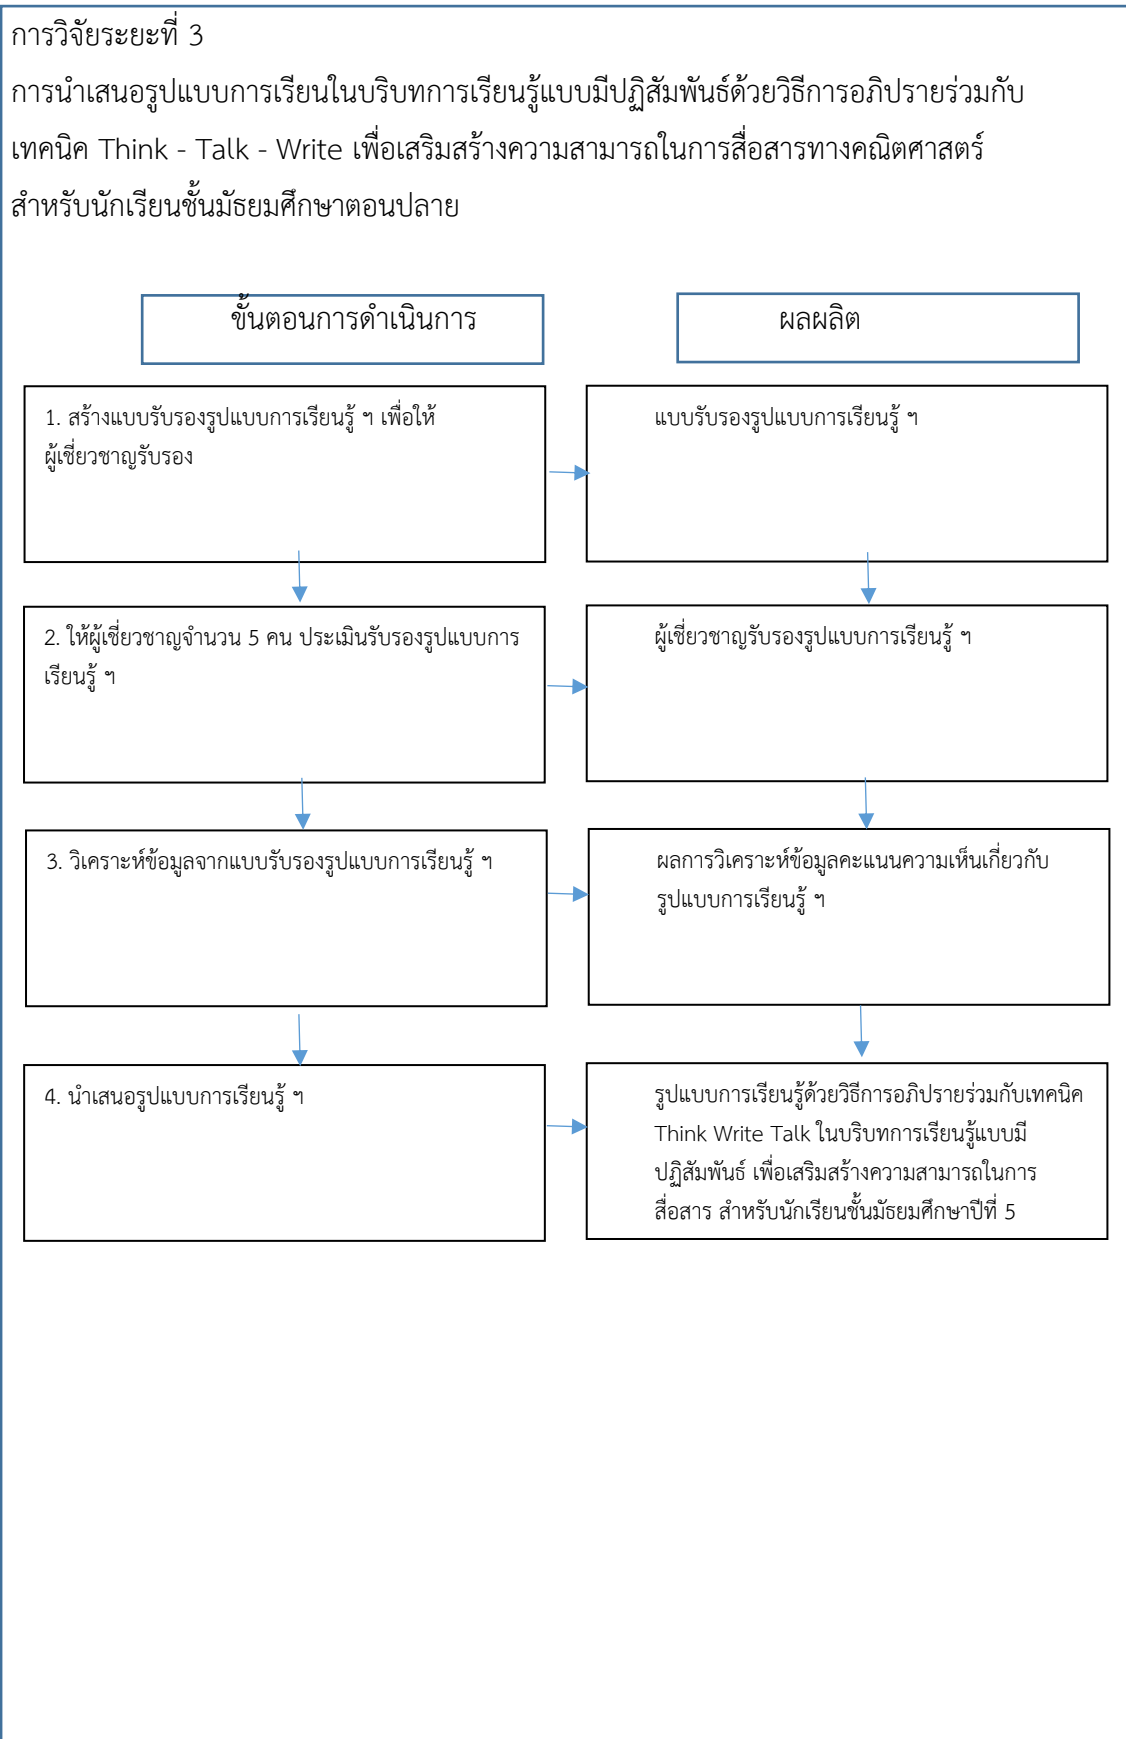 การวิจัยระยะที่ 3
การนำเสนอรูปแบบการเรียนในบริบทการเรียนรู้แบบมีปฏิสัมพันธ์ด้วยวิธีการอภิปรายร่วมกับ
เทคนิค Think - Talk - Write เพื่อเสริมสร้างความสามารถในการสื่อสารทางคณิตศาสตร์
สำหรับนักเรียนชั้นมัธยมศึกษาตอนปลาย
ขั้นตอนการดำเนินการ
ผลผลิต
1. สร้างแบบรับรองรูปแบบการเรียนรู้ ฯ เพื่อให้
ผู้เชี่ยวชาญรับรอง
แบบรับรองรูปแบบการเรียนรู้ ฯ
2. ให้ผู้เชี่ยวชาญจำนวน 5 คน ประเมินรับรองรูปแบบการ
เรียนรู้ ฯ
ผู้เชี่ยวชาญรับรองรูปแบบการเรียนรู้ ฯ
3. วิเคราะห์ข้อมูลจากแบบรับรองรูปแบบการเรียนรู้ ฯ
ผลการวิเคราะห์ข้อมูลคะแนนความเห็นเกี่ยวกับ
รูปแบบการเรียนรู้ ฯ
4. นำเสนอรูปแบบการเรียนรู้ ฯ
รูปแบบการเรียนรู้ด้วยวิธีการอภิปรายร่วมกับเทคนิค
Think Write Talk ในบริบทการเรียนรู้แบบมี
ปฏิสัมพันธ์ เพื่อเสริมสร้างความสามารถในการ
สื่อสาร สำหรับนักเรียนชั้นมัธยมศึกษาปีที่ 5